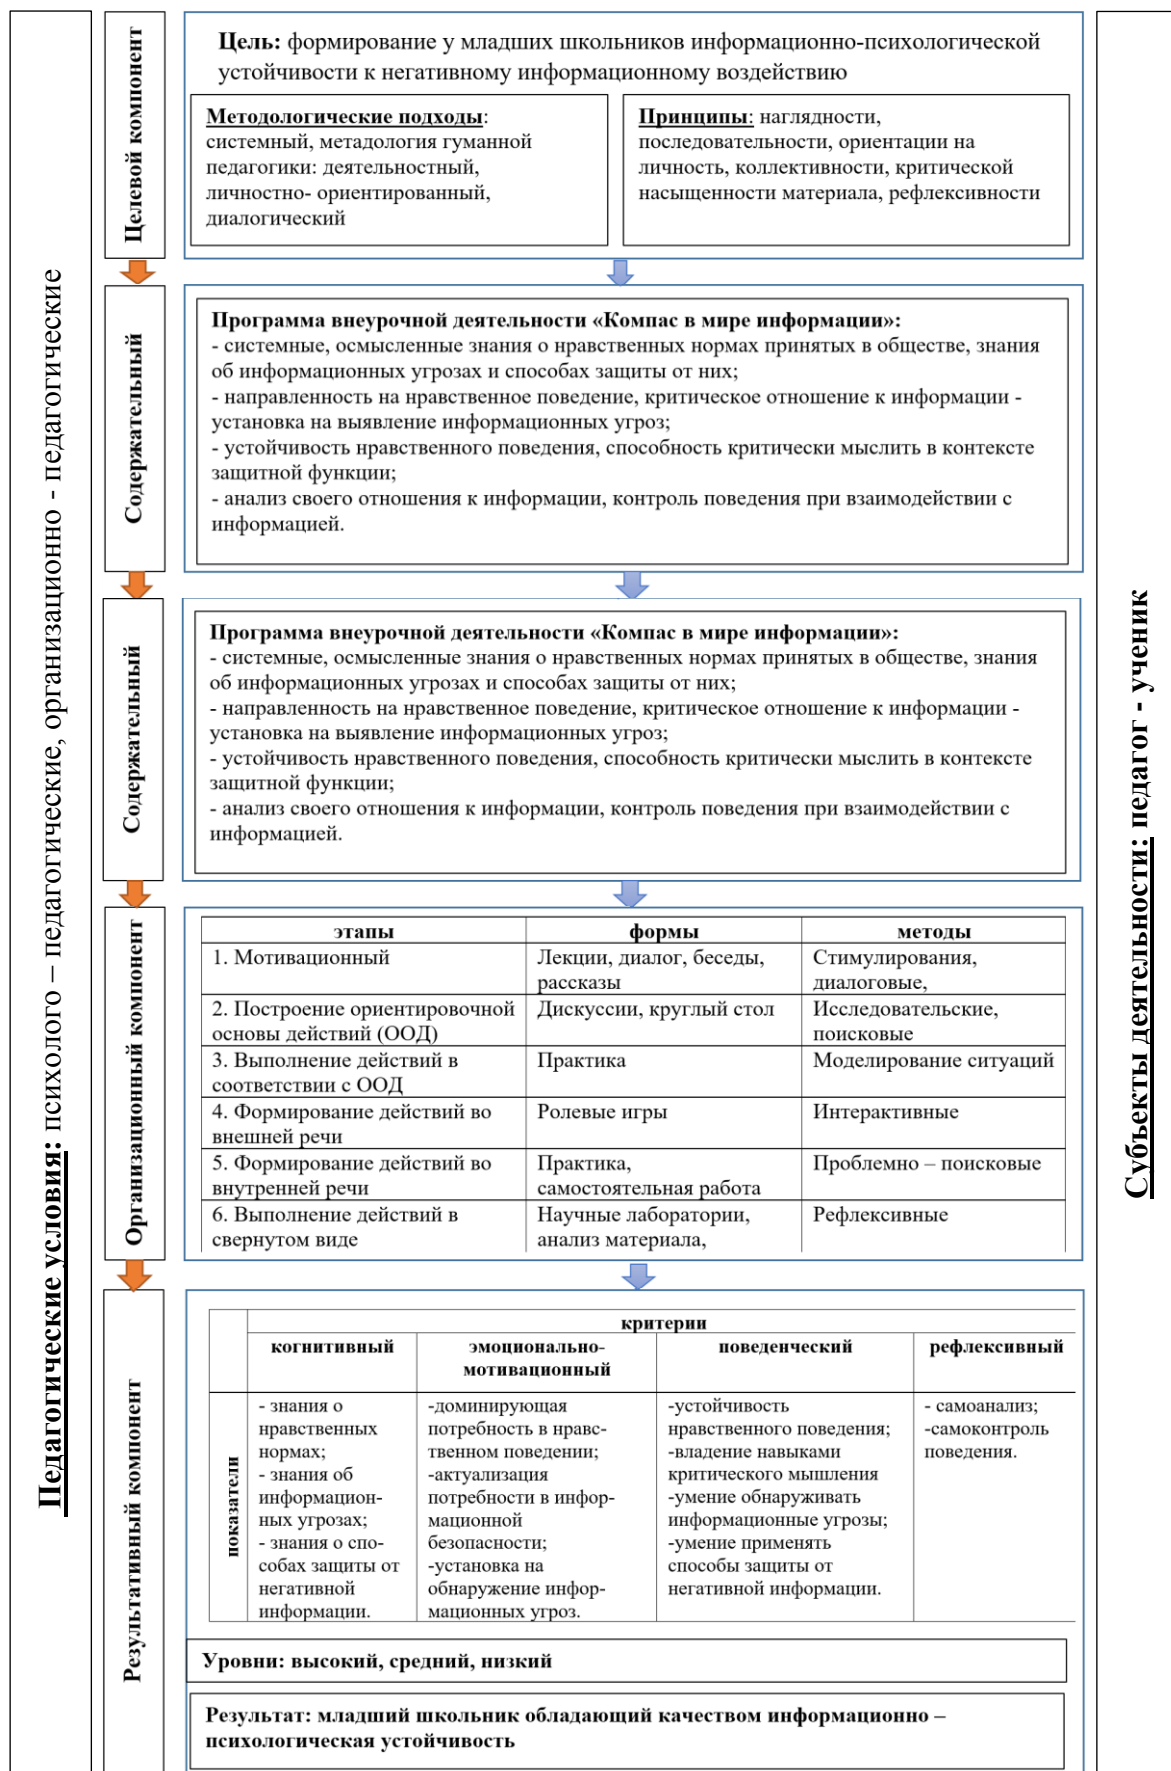 Педагогические условия: психолого – педагогические, организационно - педагогические
Целевой компонент
Цель: формирование у младших школьников информационно-психологической
устойчивости к негативному информационному воздействию
Методологические подходы:
системный, метадология гуманной
педагогики: деятельностный,
личностно- ориентированный,
диалогический
Принципы: наглядности,
последовательности, ориентации на
личность, коллективности, критической
насыщенности материала, рефлексивности
Содержательный
Программа внеурочной деятельности «Компас в мире информации»:
- системные, осмысленные знания о нравственных нормах принятых в обществе, знания
об информационных угрозах и способах защиты от них;
- направленность на нравственное поведение, критическое отношение к информации -
установка на выявление информационных угроз;
- устойчивость нравственного поведения, способность критически мыслить в контексте
защитной функции;
- анализ своего отношения к информации, контроль поведения при взаимодействии с
информацией.
Содержательный
Программа внеурочной деятельности «Компас в мире информации»:
- системные, осмысленные знания о нравственных нормах принятых в обществе, знания
об информационных угрозах и способах защиты от них;
- направленность на нравственное поведение, критическое отношение к информации -
установка на выявление информационных угроз;
- устойчивость нравственного поведения, способность критически мыслить в контексте
защитной функции;
- анализ своего отношения к информации, контроль поведения при взаимодействии с
информацией.
Организационный компонент
этапы формы методы
1. Мотивационный
Лекции, диалог, беседы,
рассказы
Стимулирования,
диалоговые,
2. Построение ориентировочной
основы действий (ООД)
Дискуссии, круглый стол
Исследовательские,
поисковые
3. Выполнение действий в
соответствии с ООД
Практика
Моделирование ситуаций
4. Формирование действий во
внешней речи
Ролевые игры
Интерактивные
5. Формирование действий во
внутренней речи
Практика,
самостоятельная работа
Проблемно – поисковые
6. Выполнение действий в
свернутом виде
Научные лаборатории,
анализ материала,
Рефлексивные
Результативный компонент
критерии
когнитивный
эмоционально-
мотивационный
поведенческий
рефлексивный
показатели
- знания о
нравственных
нормах;
- знания об
информацион-
ных угрозах;
- знания о спо-
собах защиты от
негативной
информации.
-доминирующая
потребность в нравс-
твенном поведении;
-актуализация
потребности в инфор-
мационной
безопасности;
-установка на
обнаружение инфор-
мационных угроз.
-устойчивость
нравственного поведения;
-владение навыками
критического мышления
-умение обнаруживать
информационные угрозы;
-умение применять
способы защиты от
негативной информации.
- самоанализ;
-самоконтроль
поведения.
Уровни: высокий, средний, низкий
Результат: младший школьник обладающий качеством информационно –
психологическая устойчивость
Субъекты деятельности: педагог - ученик